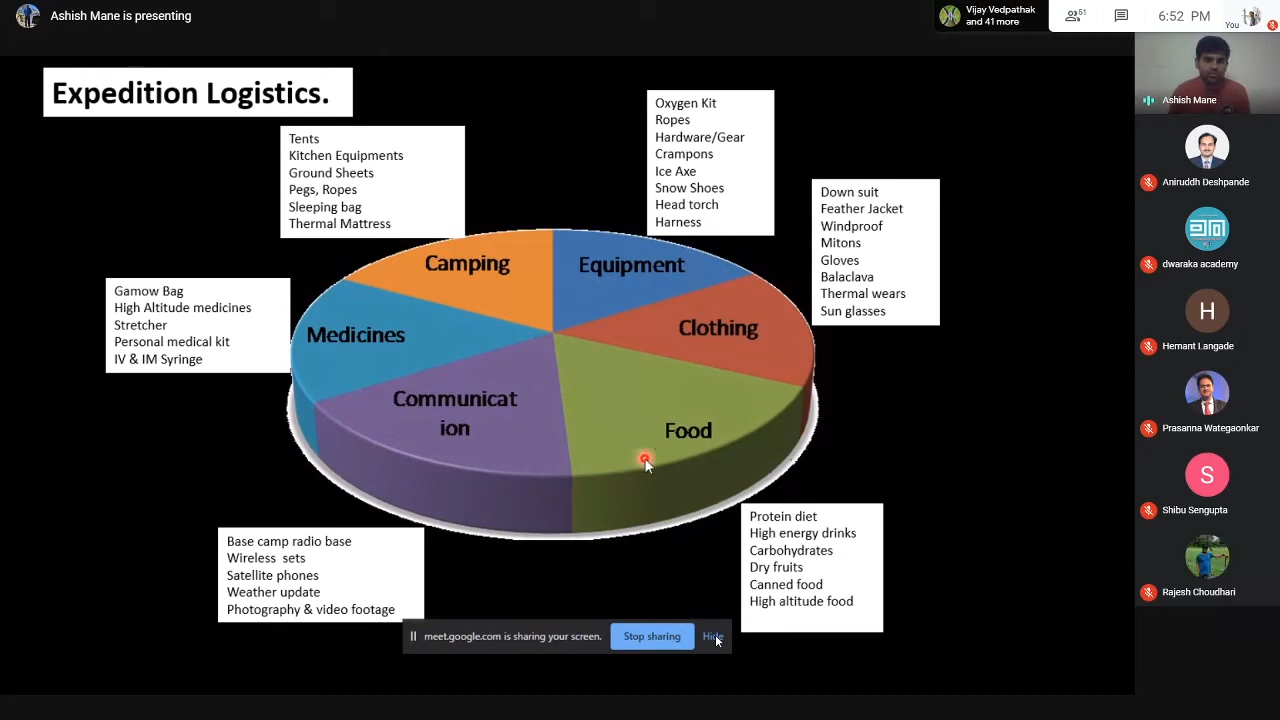 Ashish Mane is presenting
Vijay Vedpathak
and 41 more
51
6:52 PM
You
Expedition Logistics.
Tents
Kitchen Equipments
Ground Sheets
Pegs, Ropes
Sleeping bag
Thermal Mattress
Oxygen Kit
Ropes
Hardware/Gear
Crampons
Ice Axe
Snow Shoes
Head torch
Harness
Down suit
Feather Jacket
Windproof
Mitons
Gloves
Balaclava
Thermal wears
Sun glasses
Gamow Bag
High Altitude medicines
Stretcher
Personal medical kit
IV & IM Syringe
Camping
Equipment
Medicines
Clothing
Communicat
ion
Food
Base camp radio base
Wireless sets
Satellite phones
Weather update
Photography & video footage
Protein diet
High energy drinks
Carbohydrates
Dry fruits
Canned food
High altitude food
meet.google.com is sharing your screen.
Stop sharing
Hide
Ashish Mane
Aniruddh Deshpande
dwaraka academy
H
Hemant Langade
Prasanna Wategaonkar
S
Shibu Sengupta
Rajesh Choudhari